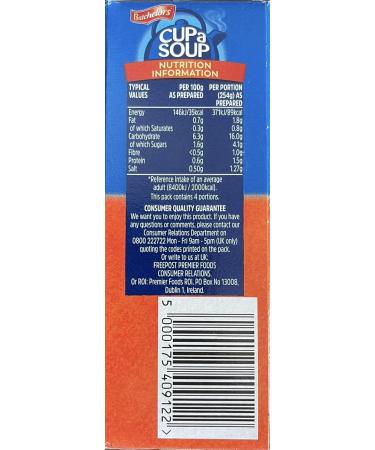 Batchelors
CUP a
SOUP
NUTRITION
INFORMATION
TYPICAL VALUES PER 100g AS PREPARED PER PORTION (254g) AS PREPARED
Energy 146kJ/35kcal 371kJ/89kcal
Fat 0.7g 1.8g
of which Saturates 0.3g 0.8g
Carbohydrate 6.3g 16.0g
of which Sugars 1.6g 4.1g
Fibre <0.5g 1.0g
Protein 0.6g 1.5g
Salt 0.50g 1.27g
*Reference intake of an average
adult (8400kJ / 2000kcal).
This pack contains 4 portions.
CONSUMER QUALITY GUARANTEE
We want you to enjoy this product. If you have
any questions or comments, please contact our
Consumer Relations Department on
0800 222722 Mon - Fri 9am - 5pm (UK only)
quoting the codes printed on the pack.
Or write to us at UK:
FREEPOST PREMIER FOODS
CONSUMER RELATIONS.
Or ROI: Premier Foods ROI, PO Box No 13008,
Dublin 1, Ireland.
5 000175 409122 >